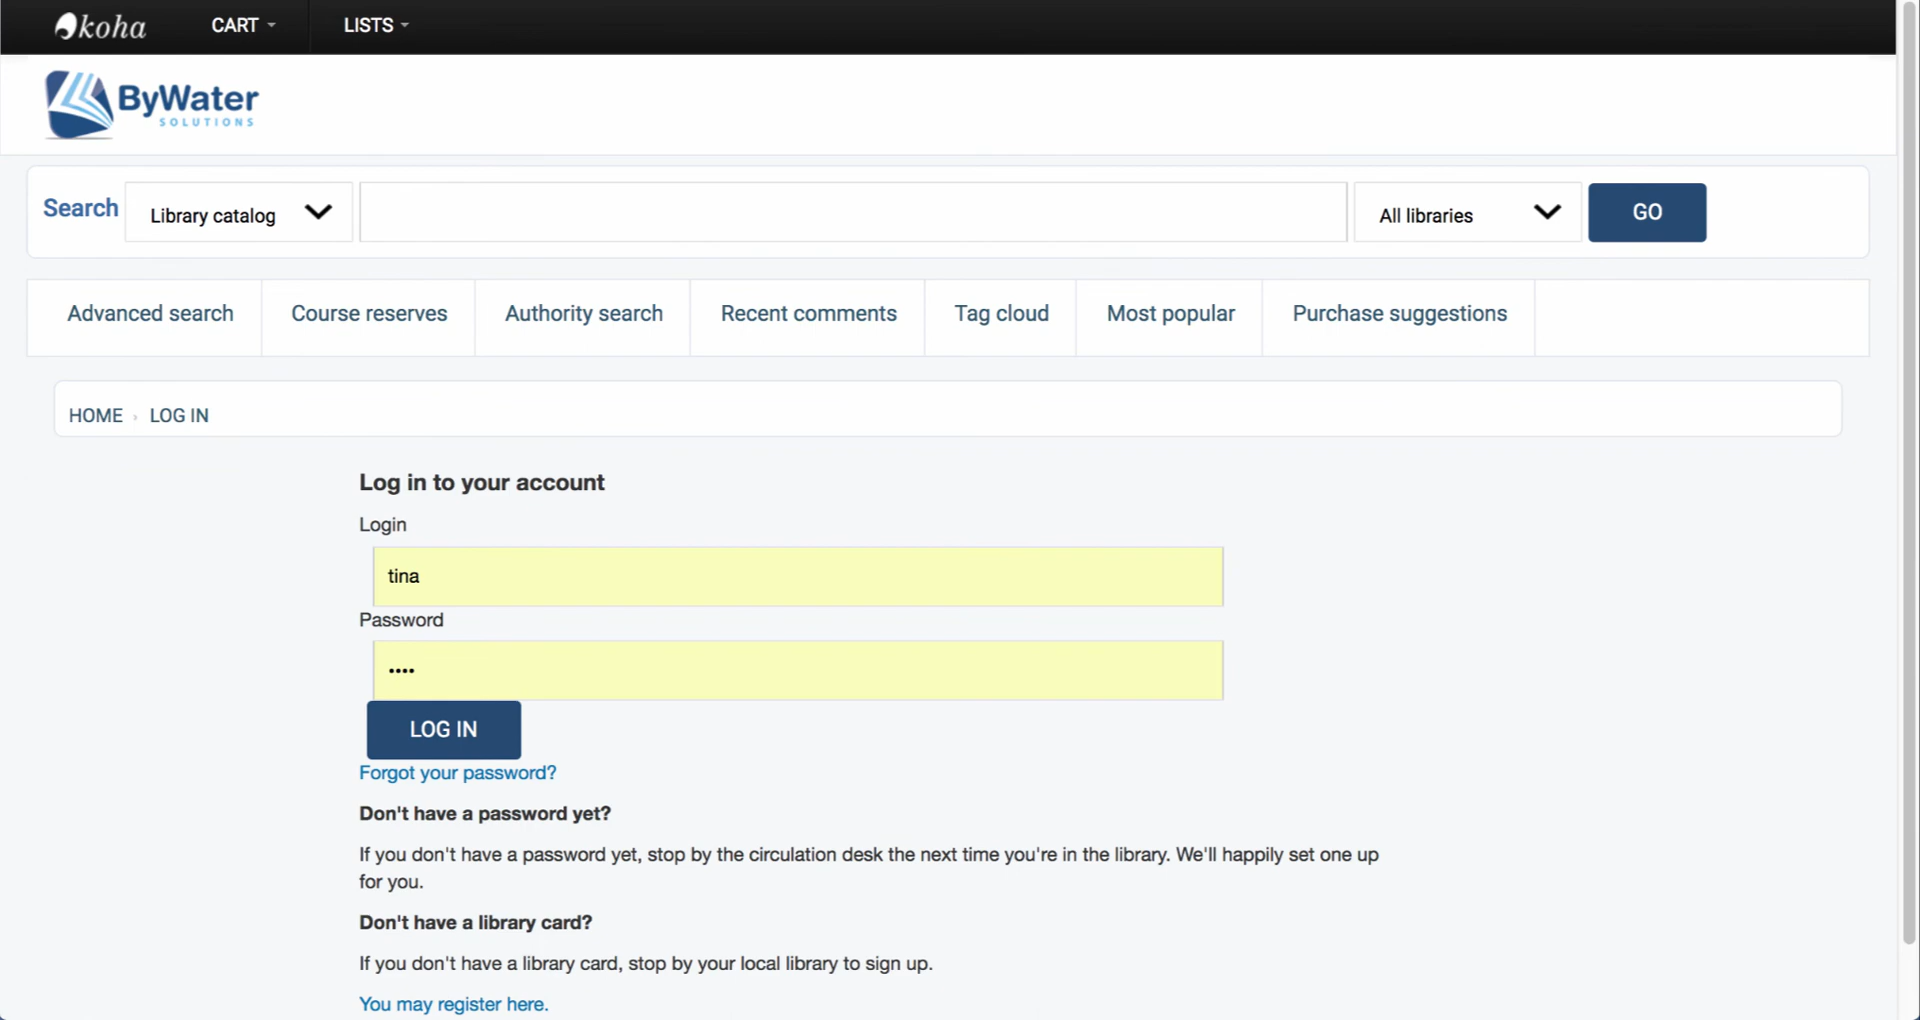 koha CART LISTS
ByWater
SOLUTIONS
Search Library catalog All libraries GO
Advanced search Course reserves Authority search Recent comments Tag cloud Most popular Purchase suggestions
HOME › LOG IN
Log in to your account
Login
tina
Password
••••
LOG IN
Forgot your password?
Don't have a password yet?
If you don't have a password yet, stop by the circulation desk the next time you're in the library. We'll happily set one up
for you.
Don't have a library card?
If you don't have a library card, stop by your local library to sign up.
You may register here.